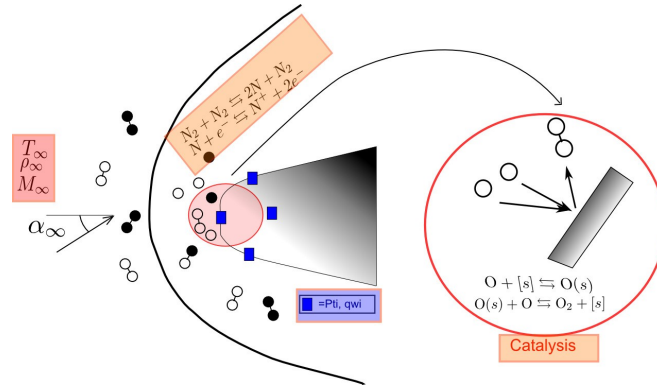 N₂ + N₂ ⇆ 2N + N₂
N + e⁻ ⇆ N⁺ + 2e⁻
T∞
ρ∞
M∞
α∞
=Pti, qwi
O + [s] ⇆ O(s)
O(s) + O ⇆ O₂ + [s]
Catalysis